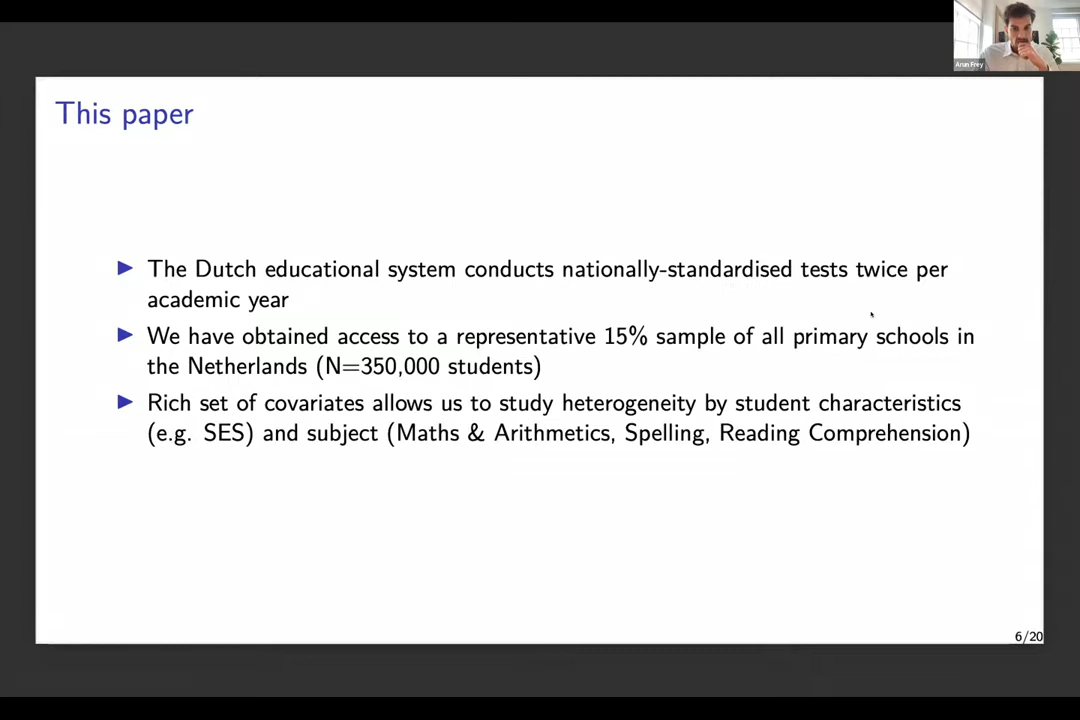 Arun Frey
This paper
The Dutch educational system conducts nationally-standardised tests twice per
academic year
We have obtained access to a representative 15% sample of all primary schools in
the Netherlands (N=350,000 students)
Rich set of covariates allows us to study heterogeneity by student characteristics
(e.g. SES) and subject (Maths & Arithmetics, Spelling, Reading Comprehension)
6/20